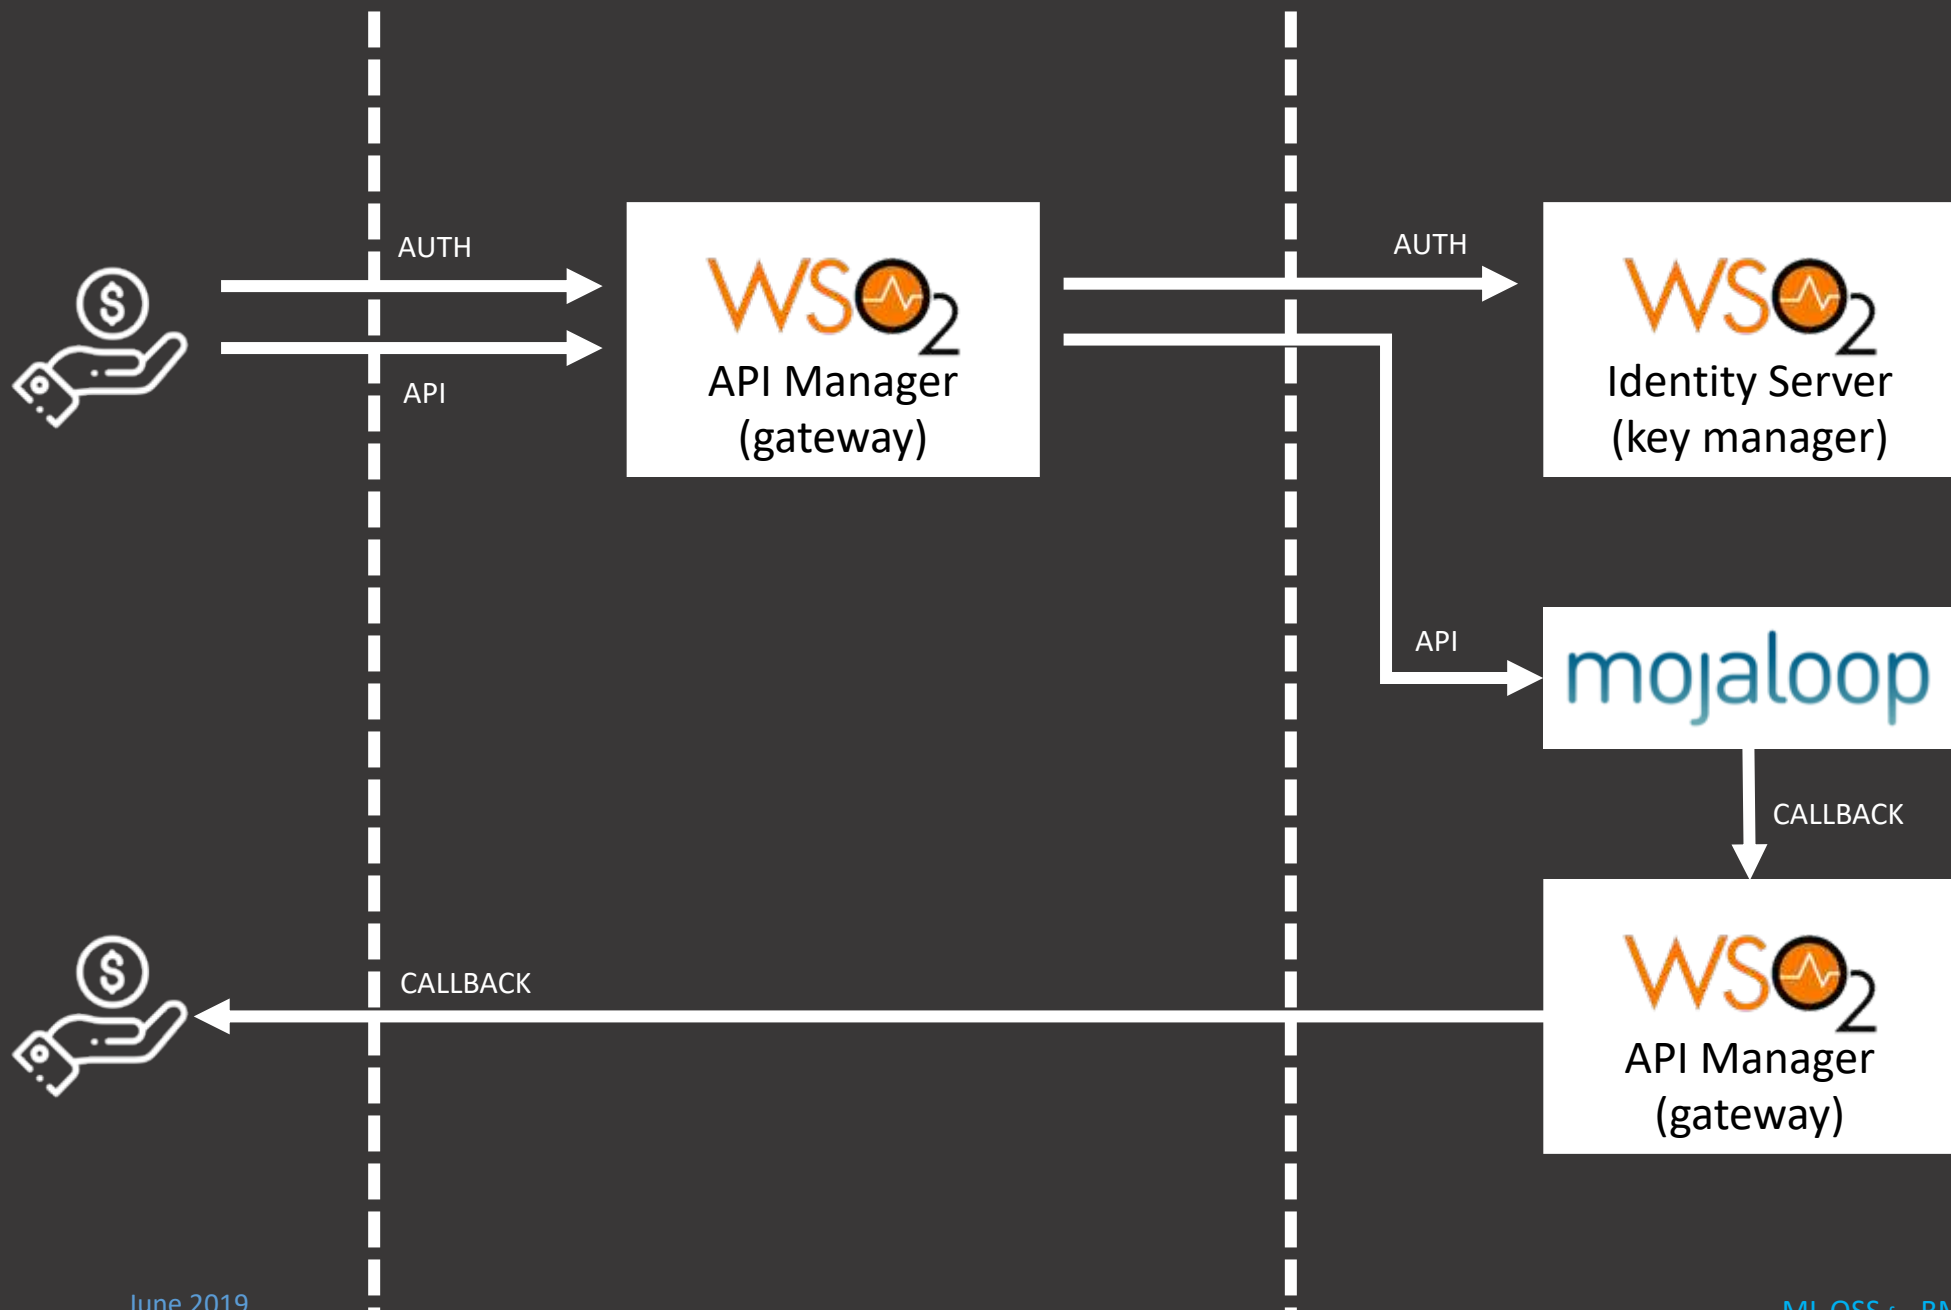 AUTH
API
WSO2
API Manager
(gateway)
AUTH
WSO2
Identity Server
(key manager)
API
mojaloop
CALLBACK
CALLBACK
WSO2
API Manager
(gateway)
June 2019